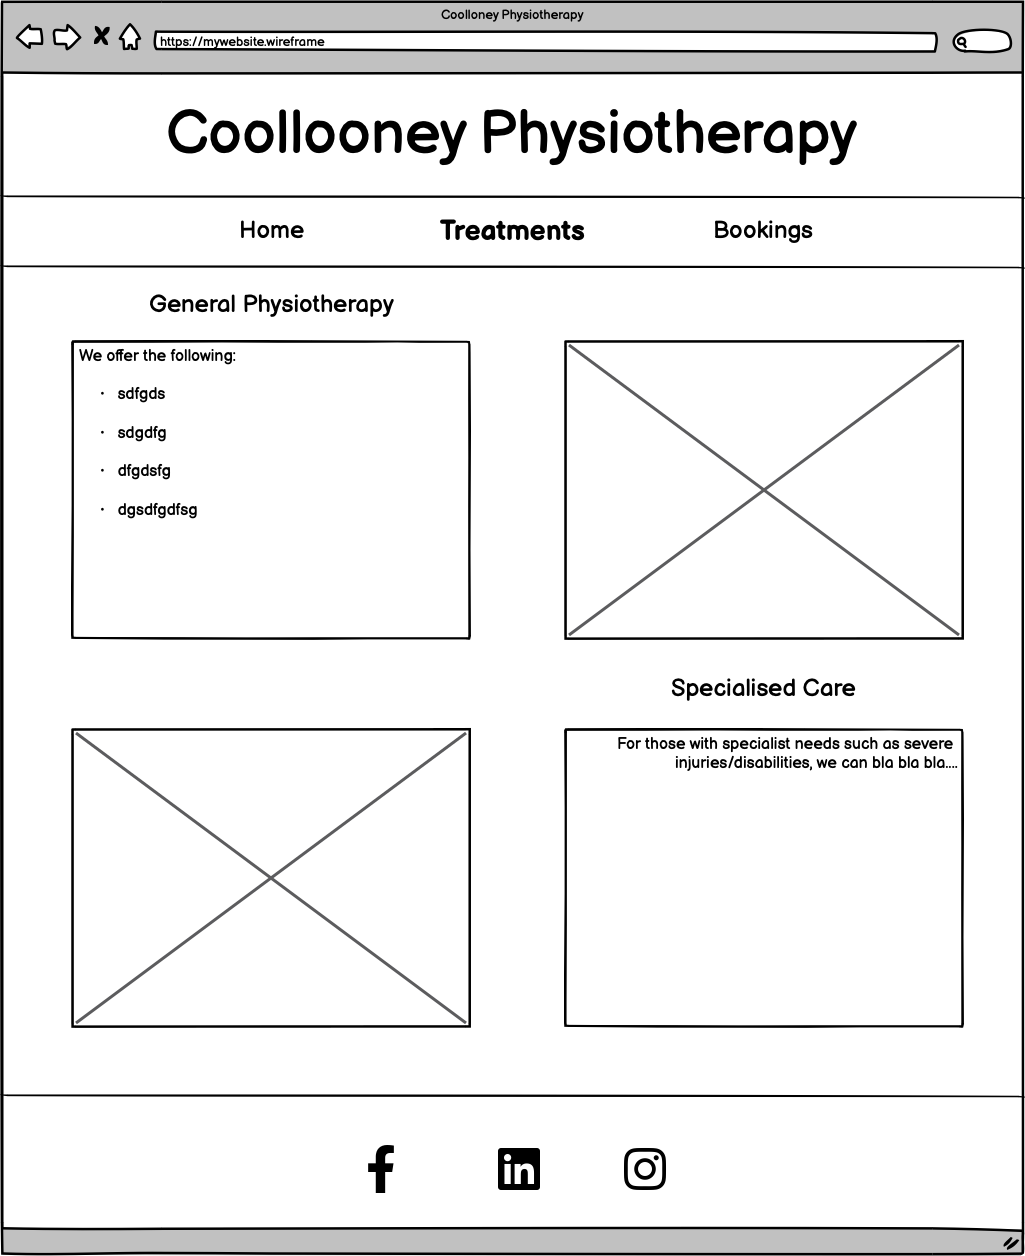 Coolloney Physiotherapy
https://mywebsite.wireframe
Coollooney Physiotherapy
Home
Treatments
Bookings
General Physiotherapy
We offer the following:
· sdfgds
· sdgdfg
· dfgdsfg
· dgsdfgdfsg
Specialised Care
For those with specialist needs such as severe
injuries/disabilities, we can bla bla bla....